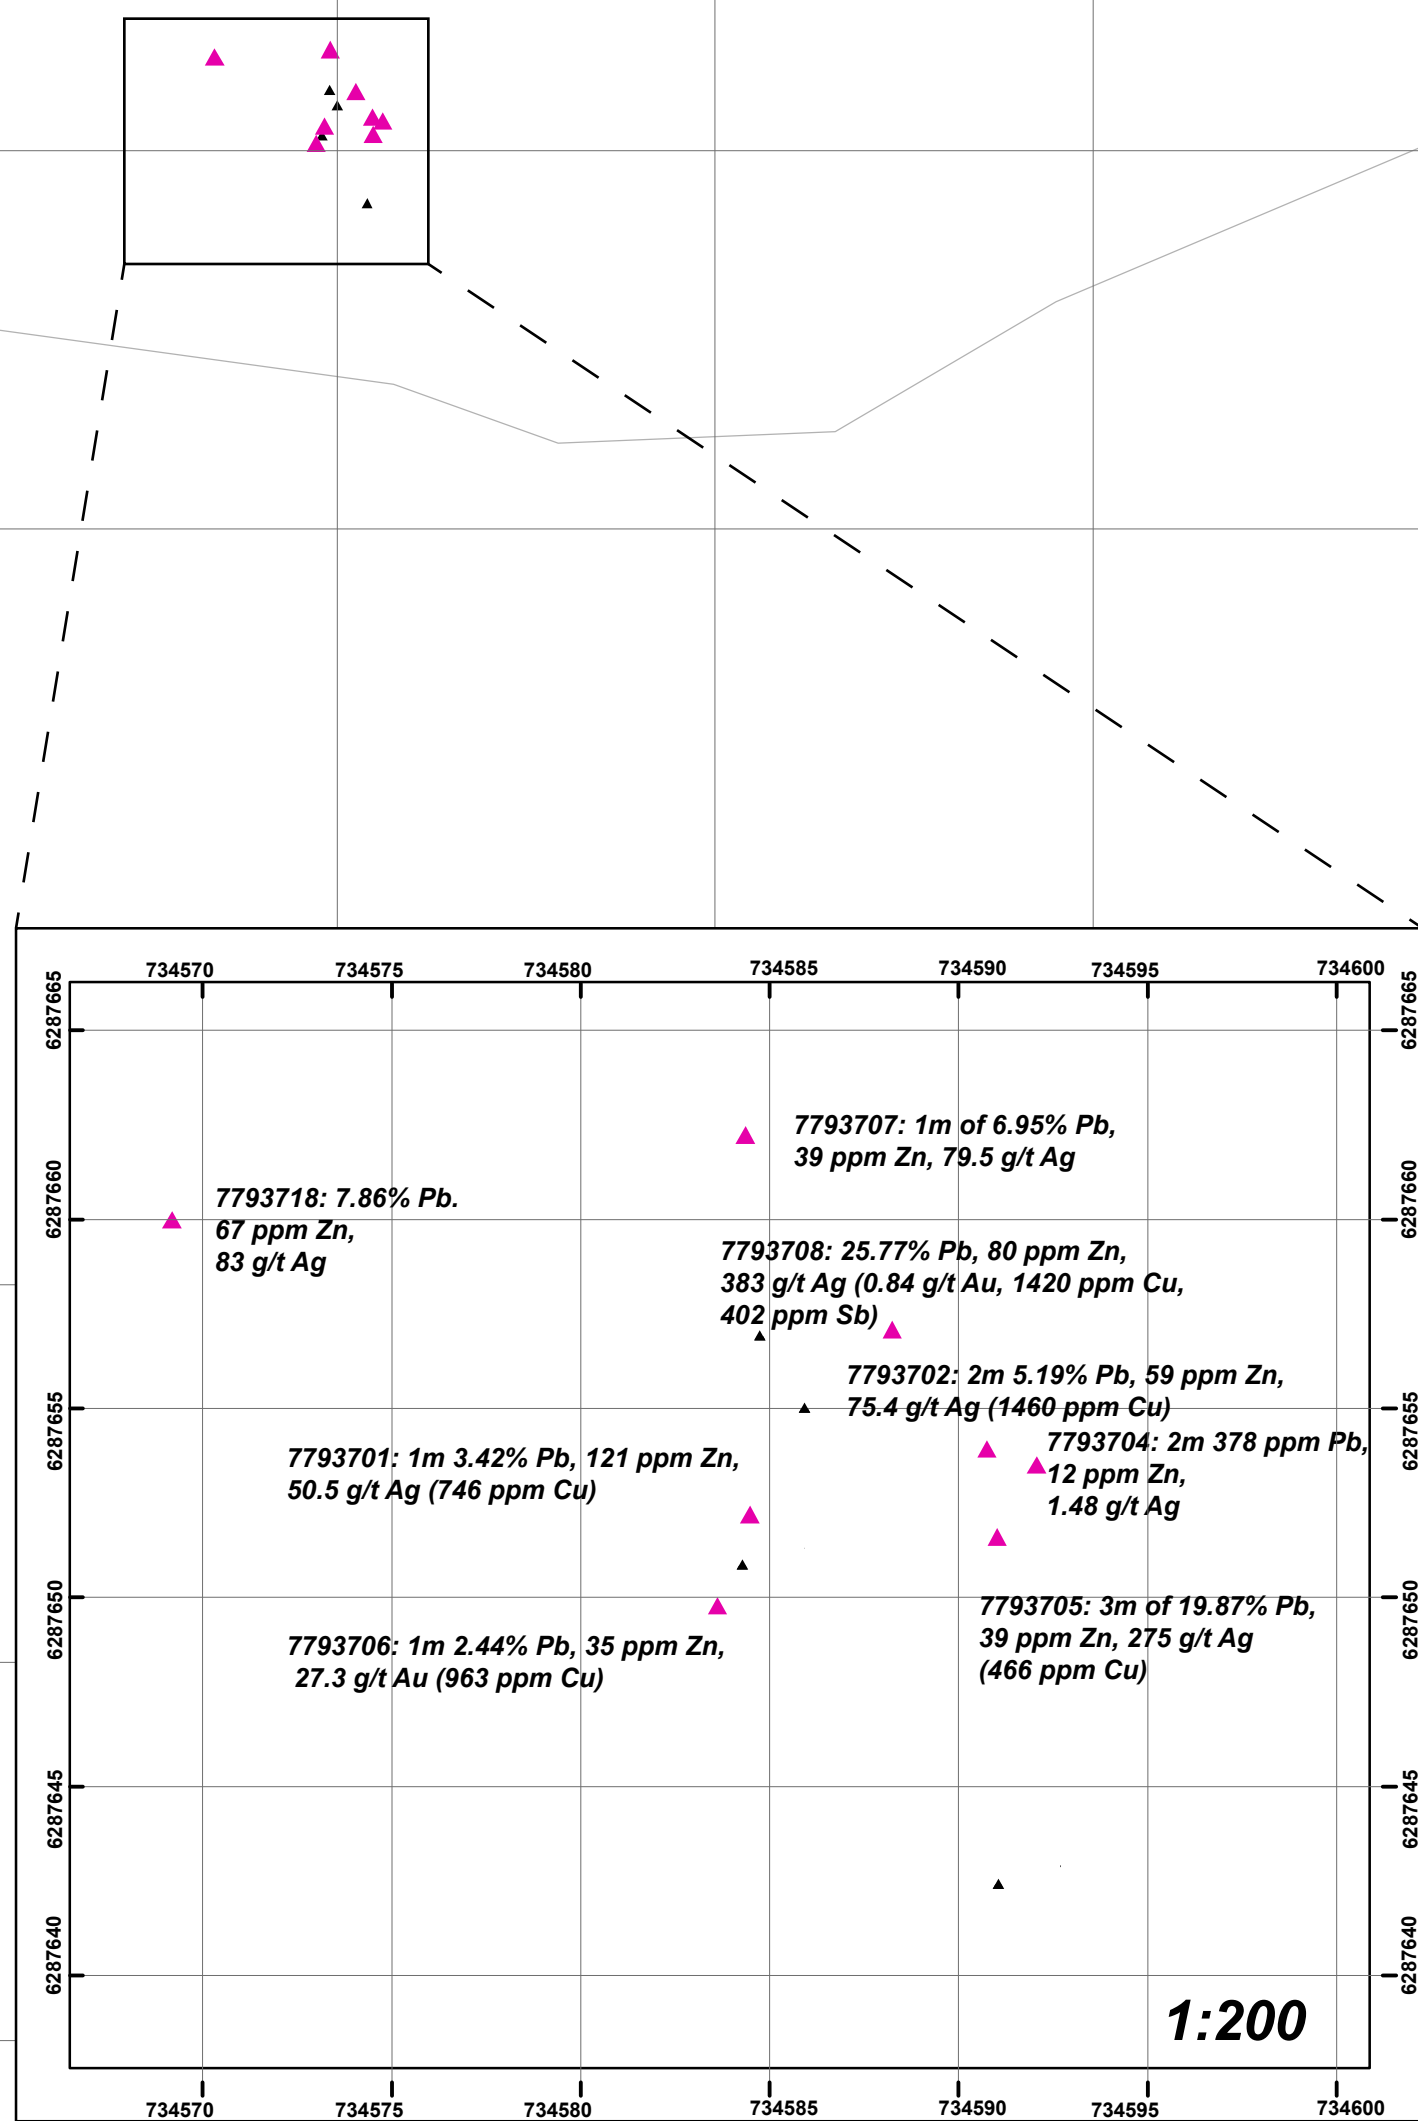 734570 734575 734580 734585 734590 734595 734600
6287665 6287665
7793707: 1m of 6.95% Pb,
39 ppm Zn, 79.5 g/t Ag
7793718: 7.86% Pb.
67 ppm Zn,
83 g/t Ag
6287660 6287660
7793708: 25.77% Pb, 80 ppm Zn,
383 g/t Ag (0.84 g/t Au, 1420 ppm Cu,
402 ppm Sb)
7793702: 2m 5.19% Pb, 59 ppm Zn,
75.4 g/t Ag (1460 ppm Cu)
6287655 6287655
7793704: 2m 378 ppm Pb,
12 ppm Zn,
1.48 g/t Ag
7793701: 1m 3.42% Pb, 121 ppm Zn,
50.5 g/t Ag (746 ppm Cu)
6287650 6287650
7793705: 3m of 19.87% Pb,
39 ppm Zn, 275 g/t Ag
(466 ppm Cu)
7793706: 1m 2.44% Pb, 35 ppm Zn,
27.3 g/t Au (963 ppm Cu)
6287645 6287645
6287640 6287640
1:200
734570 734575 734580 734585 734590 734595 734600